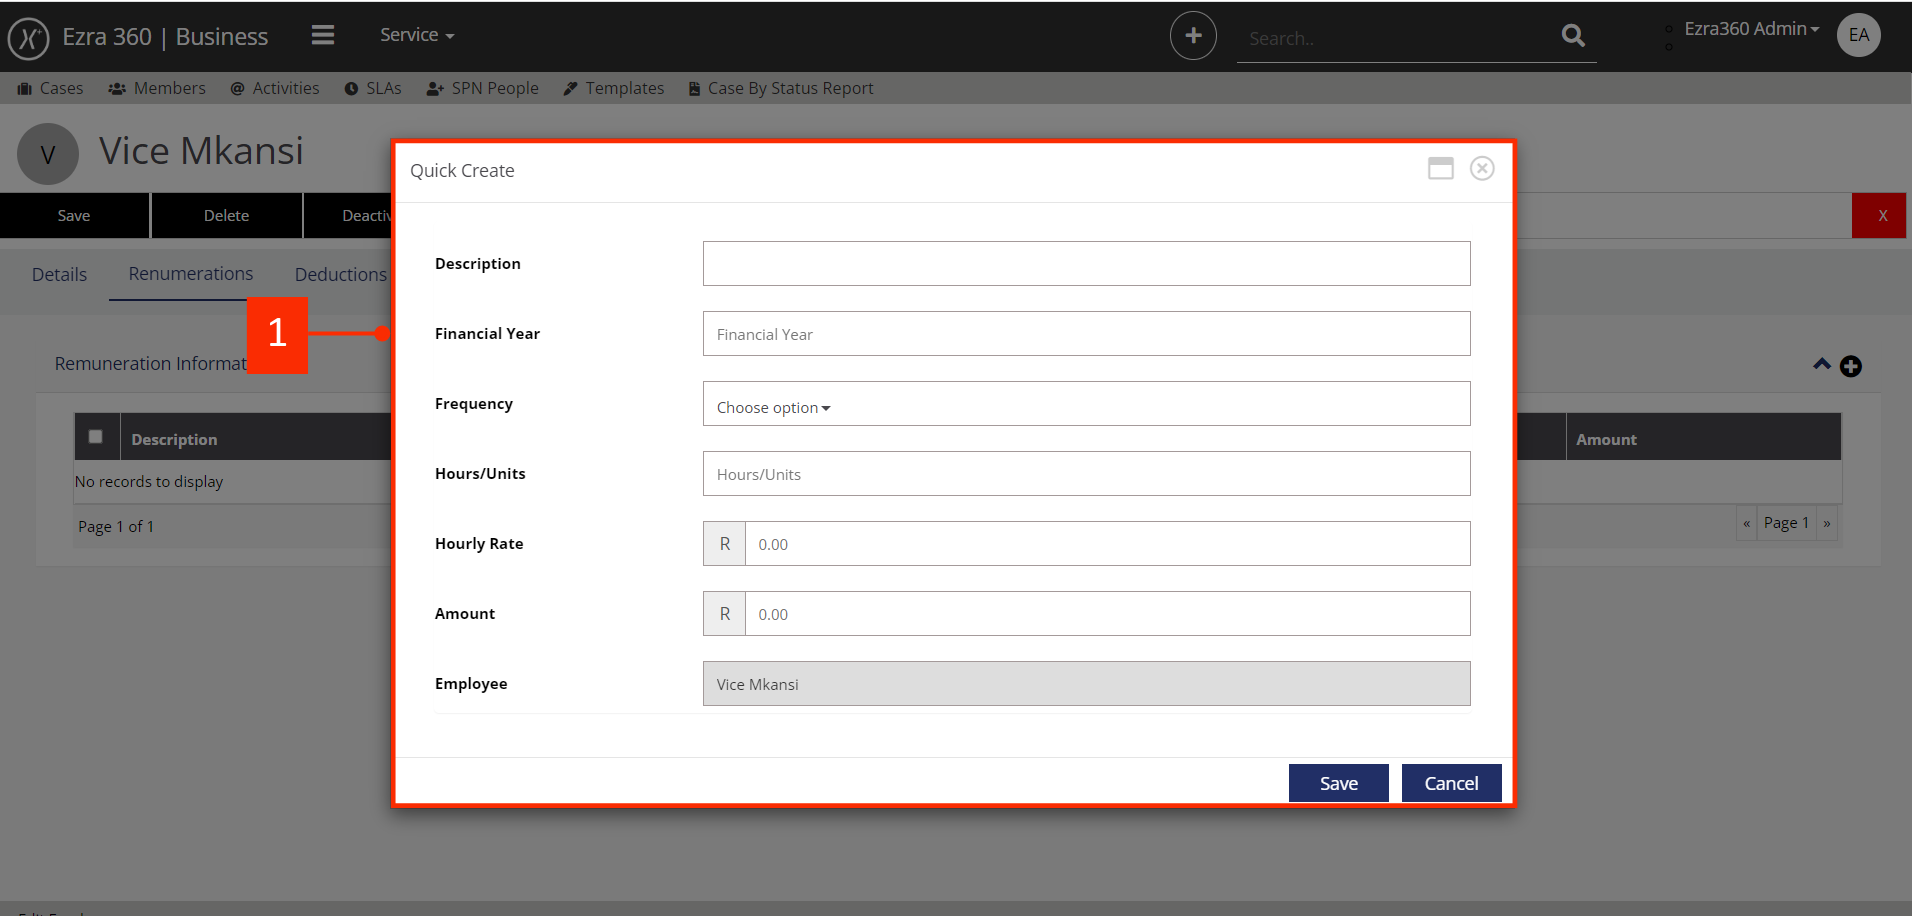 Ezra 360 | Business
Service
Search..
Ezra360 Admin
EA
Cases
Members
@ Activities
SLAs
SPN People
Templates
Case By Status Report
V
Vice Mkansi
Save
Delete
X
Details
Renumerations
Deductions
1
Quick Create
Description
Financial Year
Financial Year
Frequency
Choose option
Hours/Units
Hours/Units
Hourly Rate
R
0.00
Amount
R
0.00
Employee
Vice Mkansi
Save
Cancel
Remuneration Informat
Description
Amount
No records to display
Page 1 of 1
«
Page 1
»